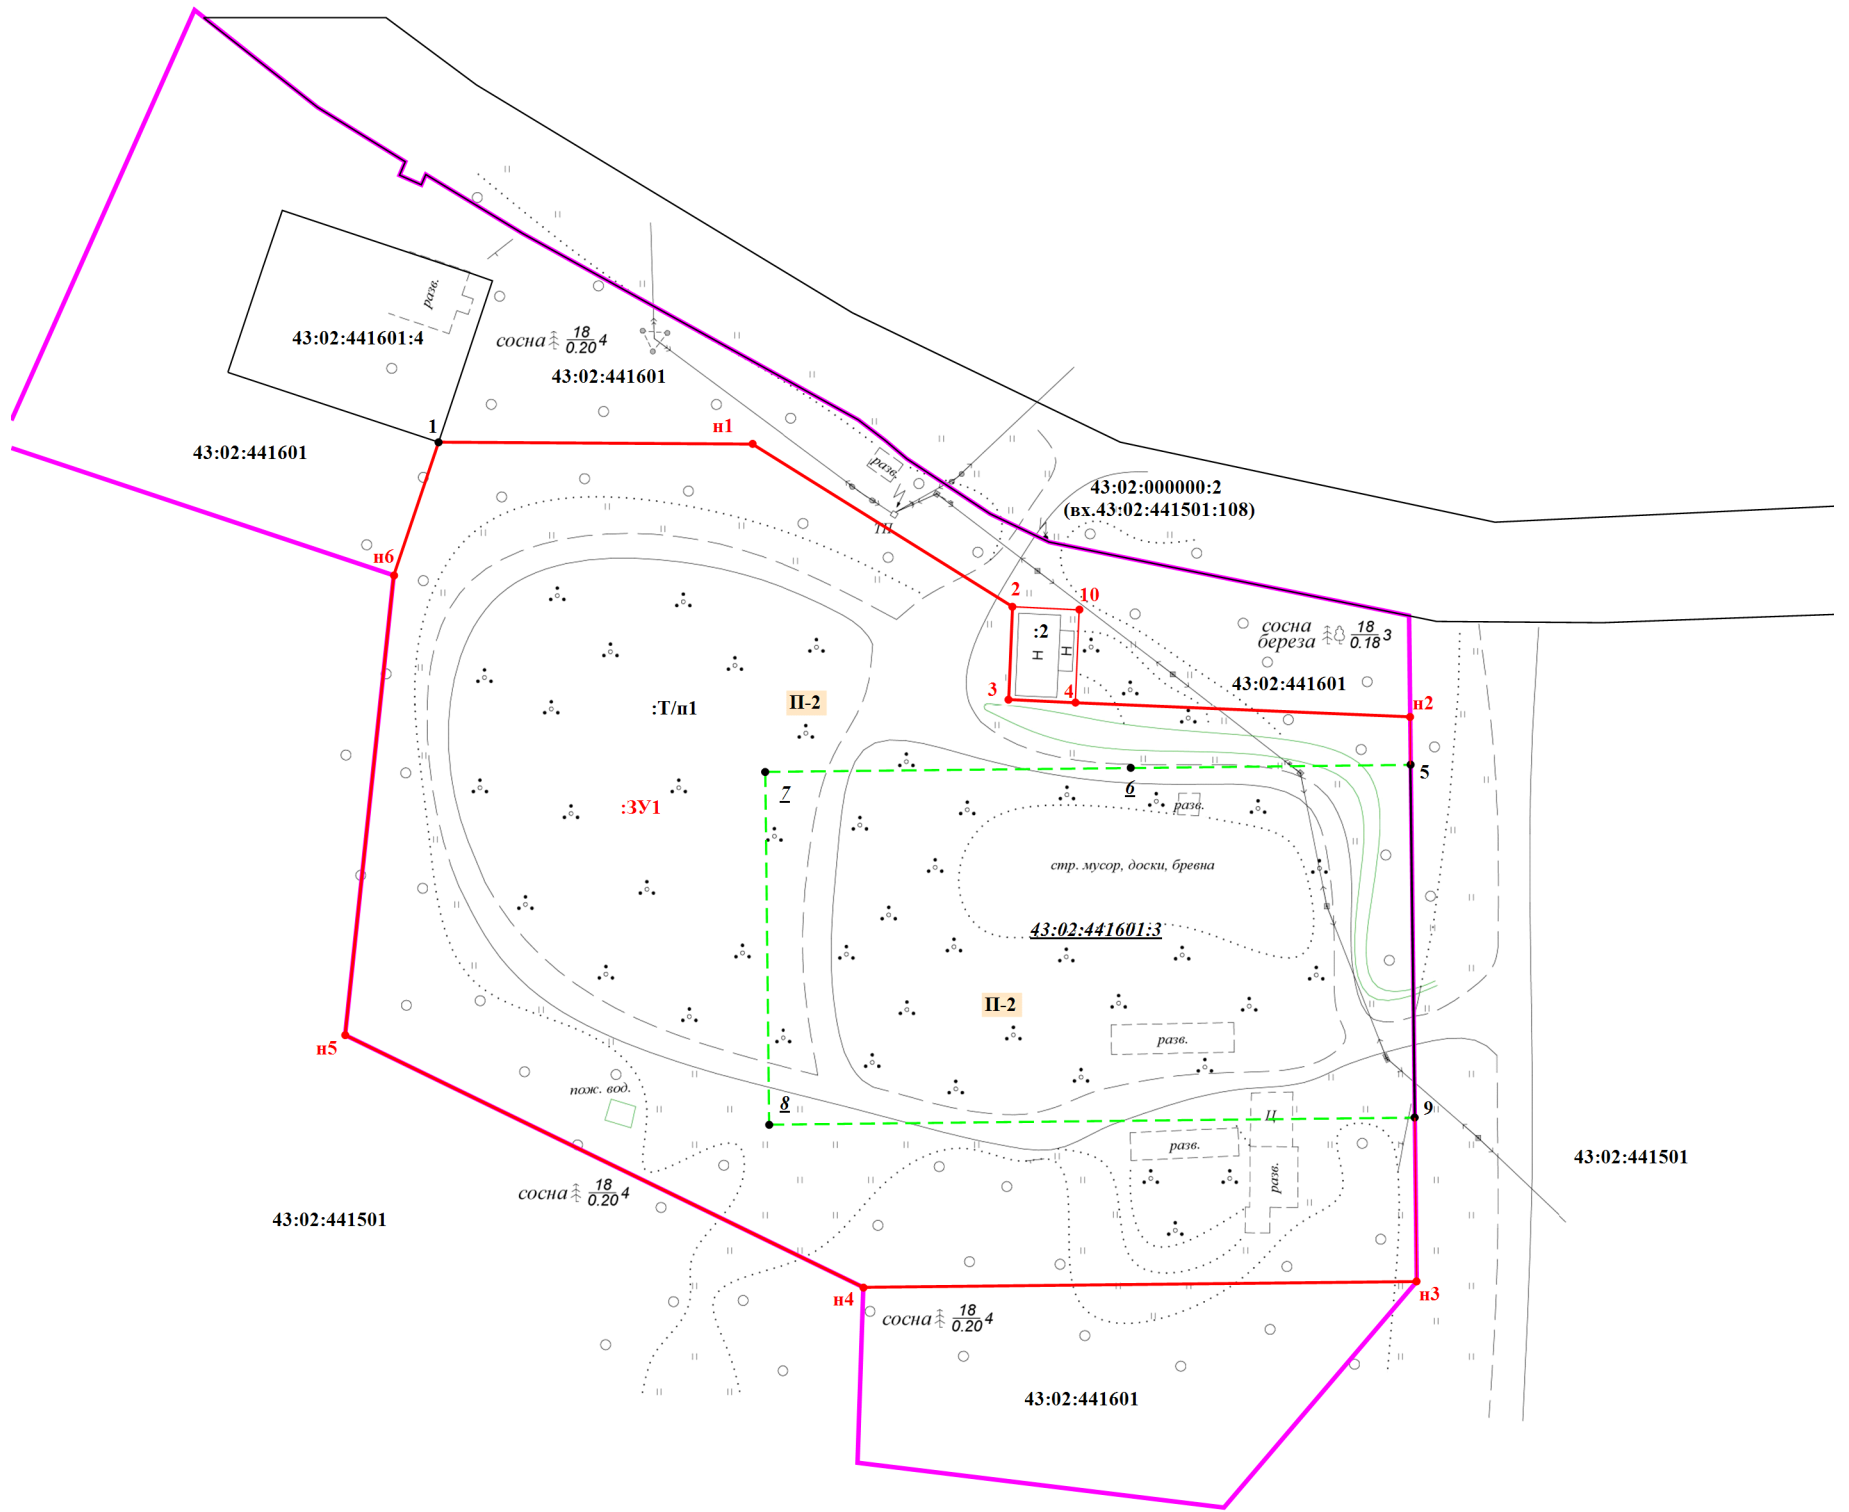 разв.
43:02:441601:4
сосна 18 4
0.20
43:02:441601
1
н1
43:02:441601
разв.
43:02:000000:2
(вх.43:02:441501:108)
ТП
н6
2
10
:2
Н
Н
сосна
береза
18 3
0.18
43:02:441601
3
4
н2
:Т/п1
П-2
5
7
6
:ЗУ1
разв.
стр. мусор, доски, бревна
43:02:441601:3
П-2
разв.
н5
пож. вод.
8
9
Ц
разв.
разв.
43:02:441501
сосна 18 4
0.20
43:02:441501
н4
н3
сосна 18 4
0.20
43:02:441601